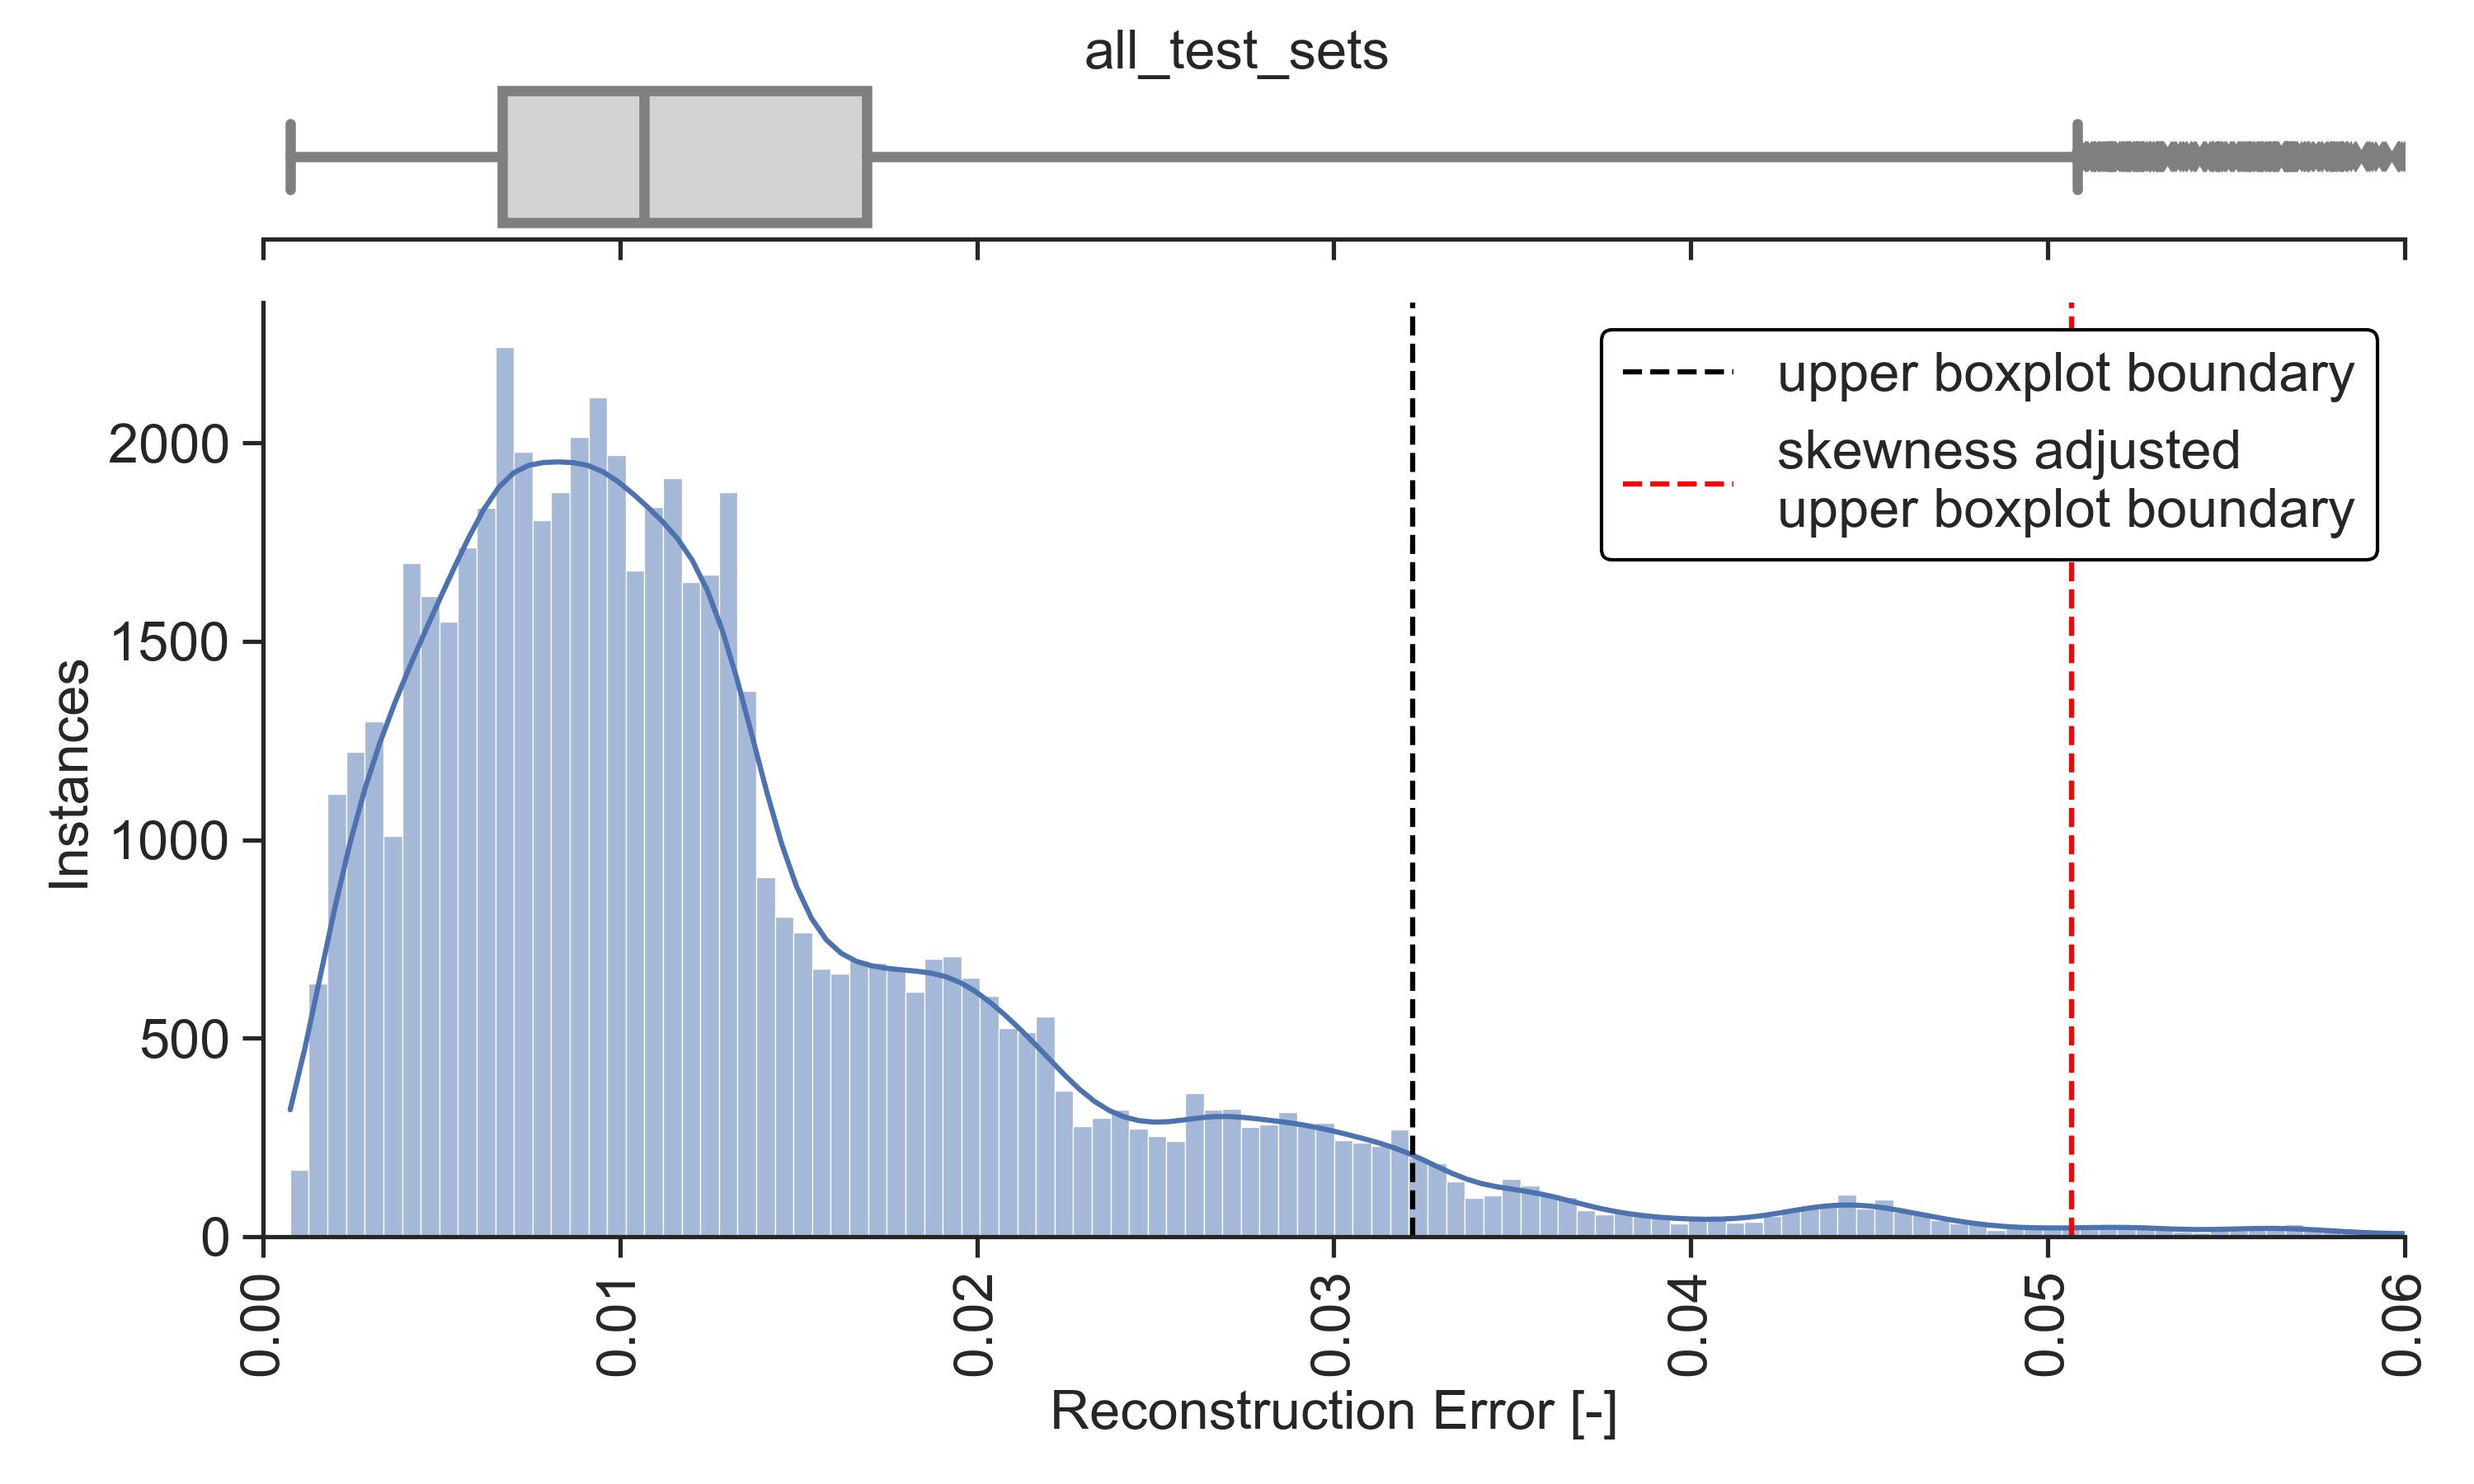 all_test_sets
upper boxplot boundary
skewness adjusted
upper boxplot boundary
Instances
2000
1500
1000
500
0
0.00
0.01
0.02
0.03
0.04
0.05
0.06
Reconstruction Error [-]